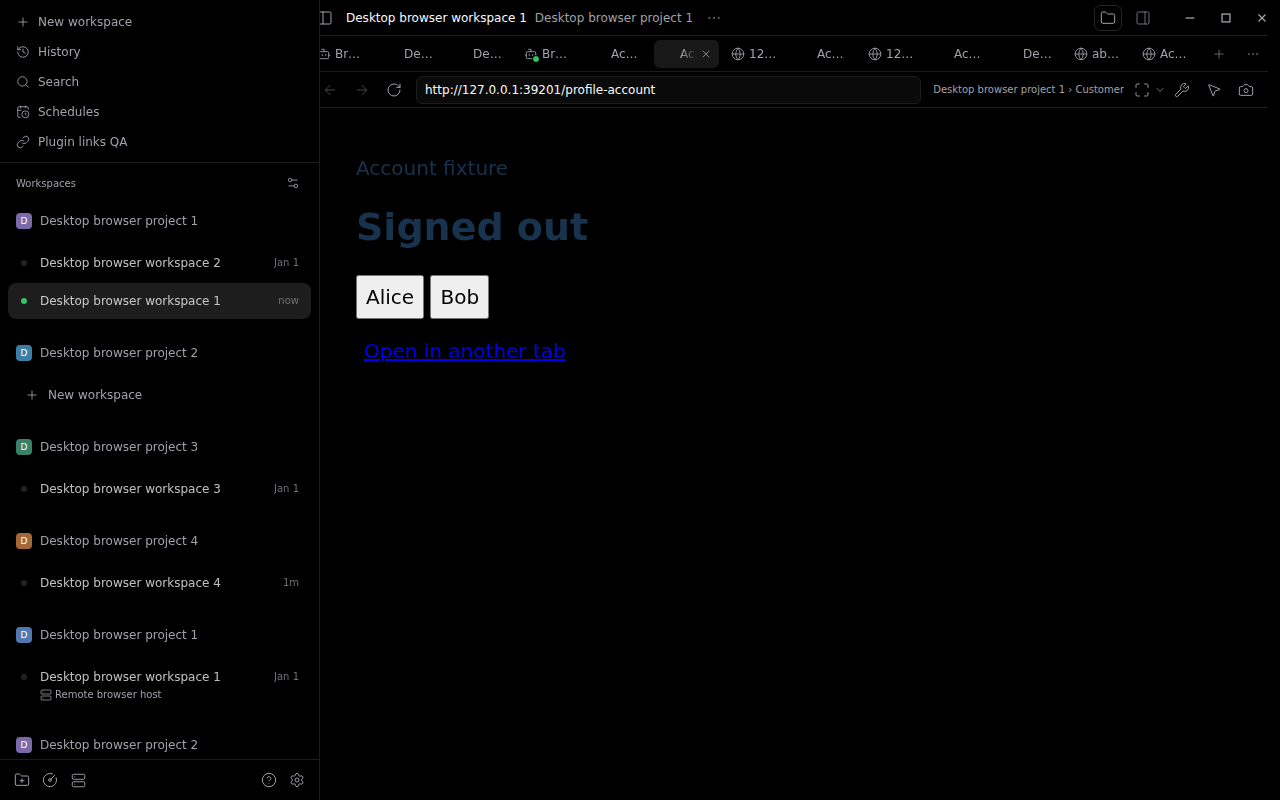 New workspace
History
Search
Schedules
Plugin links QA
Workspaces
D Desktop browser project 1
Desktop browser workspace 2 Jan 1
Desktop browser workspace 1 now
D Desktop browser project 2
New workspace
D Desktop browser project 3
Desktop browser workspace 3 Jan 1
D Desktop browser project 4
Desktop browser workspace 4 1m
D Desktop browser project 1
Desktop browser workspace 1 Jan 1
Remote browser host
D Desktop browser project 2
Desktop browser workspace 1 Desktop browser project 1
Br… De… De… Br… Ac… Ac 12… Ac… 12… Ac… De… ab… Ac…
http://127.0.0.1:39201/profile-account Desktop browser project 1 › Customer
Account fixture
Signed out
Alice Bob
Open in another tab